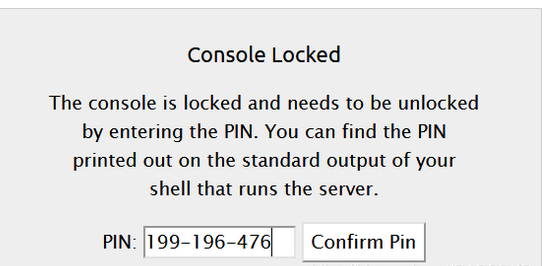 Console Locked
The console is locked and needs to be unlocked
by entering the PIN. You can find the PIN
printed out on the standard output of your
shell that runs the server.
PIN: 199-196-476 Confirm Pin